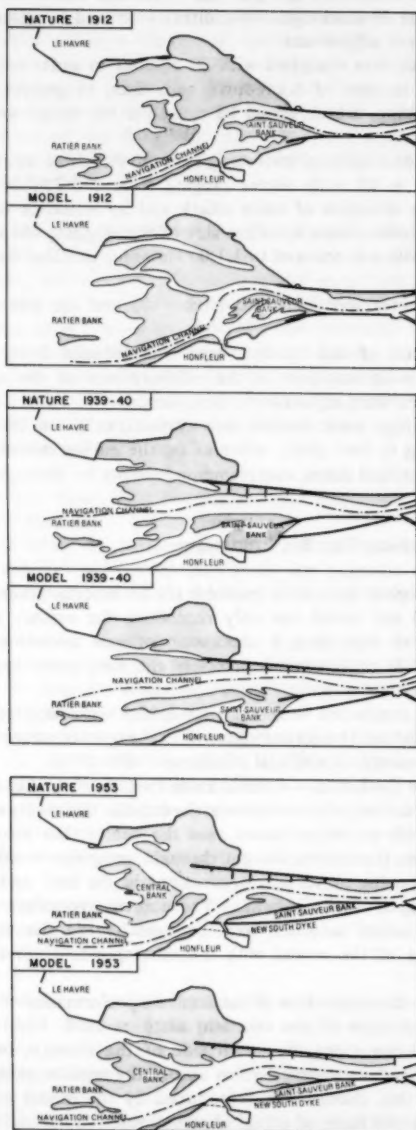 NATURE 1912
LE HAVRE
SAINT SAUVEUR
BANK
RATIER BANK
NAVIGATION CHANNEL
HONFLEUR
MODEL 1912
LE HAVRE
RATIER BANK
SAINT SAUVEUR
BANK
NAVIGATION CHANNEL
HONFLEUR
NATURE 1939-40
LE HAVRE
NAVIGATION
CHANNEL
RATIER BANK
SAINT-SAUVEUR
BANK
HONFLEUR
MODEL 1939-40
LE HAVRE
NAVIGATION CHANNEL
RATIER BANK
SAINT SAUVEUR
BANK
HONFLEUR
NATURE 1953
LE HAVRE
CENTRAL
BANK
RATIER BANK
SAINT SAUVEUR BANK
NAVIGATION CHANNEL
NEW SOUTH DYKE
HONFLEUR
MODEL 1953
LE HAVRE
CENTRAL
BANK
RATIER BANK
SAINT SAUVEUR BANK
NAVIGATION
CHANNEL
NEW SOUTH DYKE
HONFLEUR